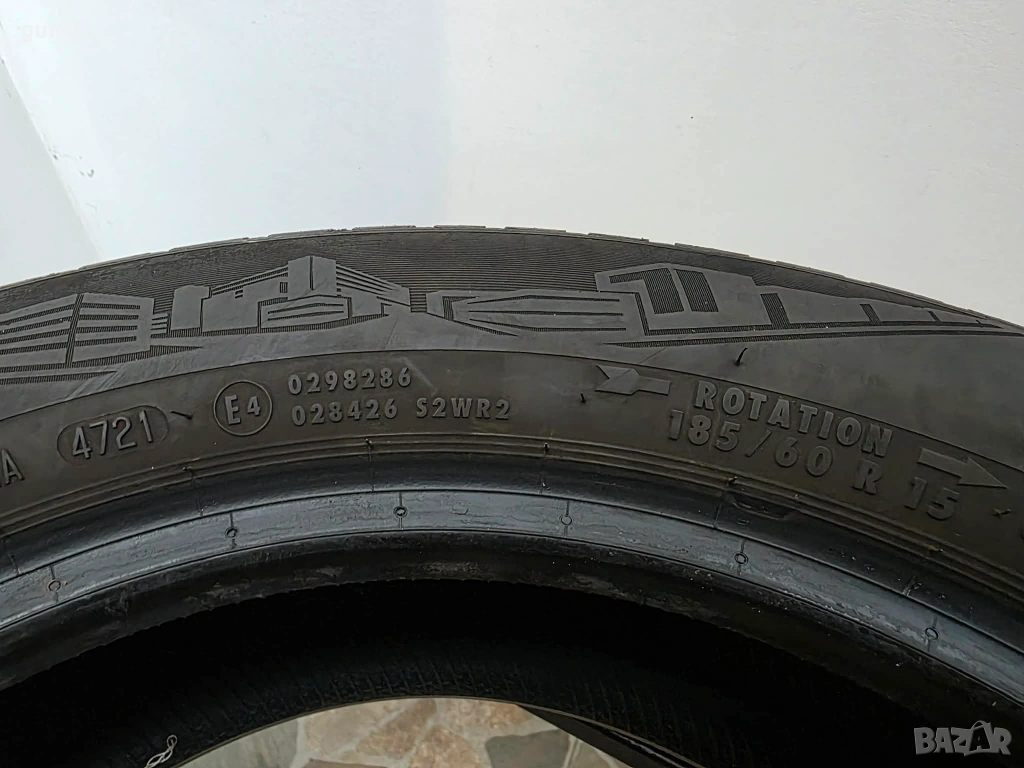 4721
E4
0298286
028426 S2WR2
ROTATION
185/60 R 15
BAZAR